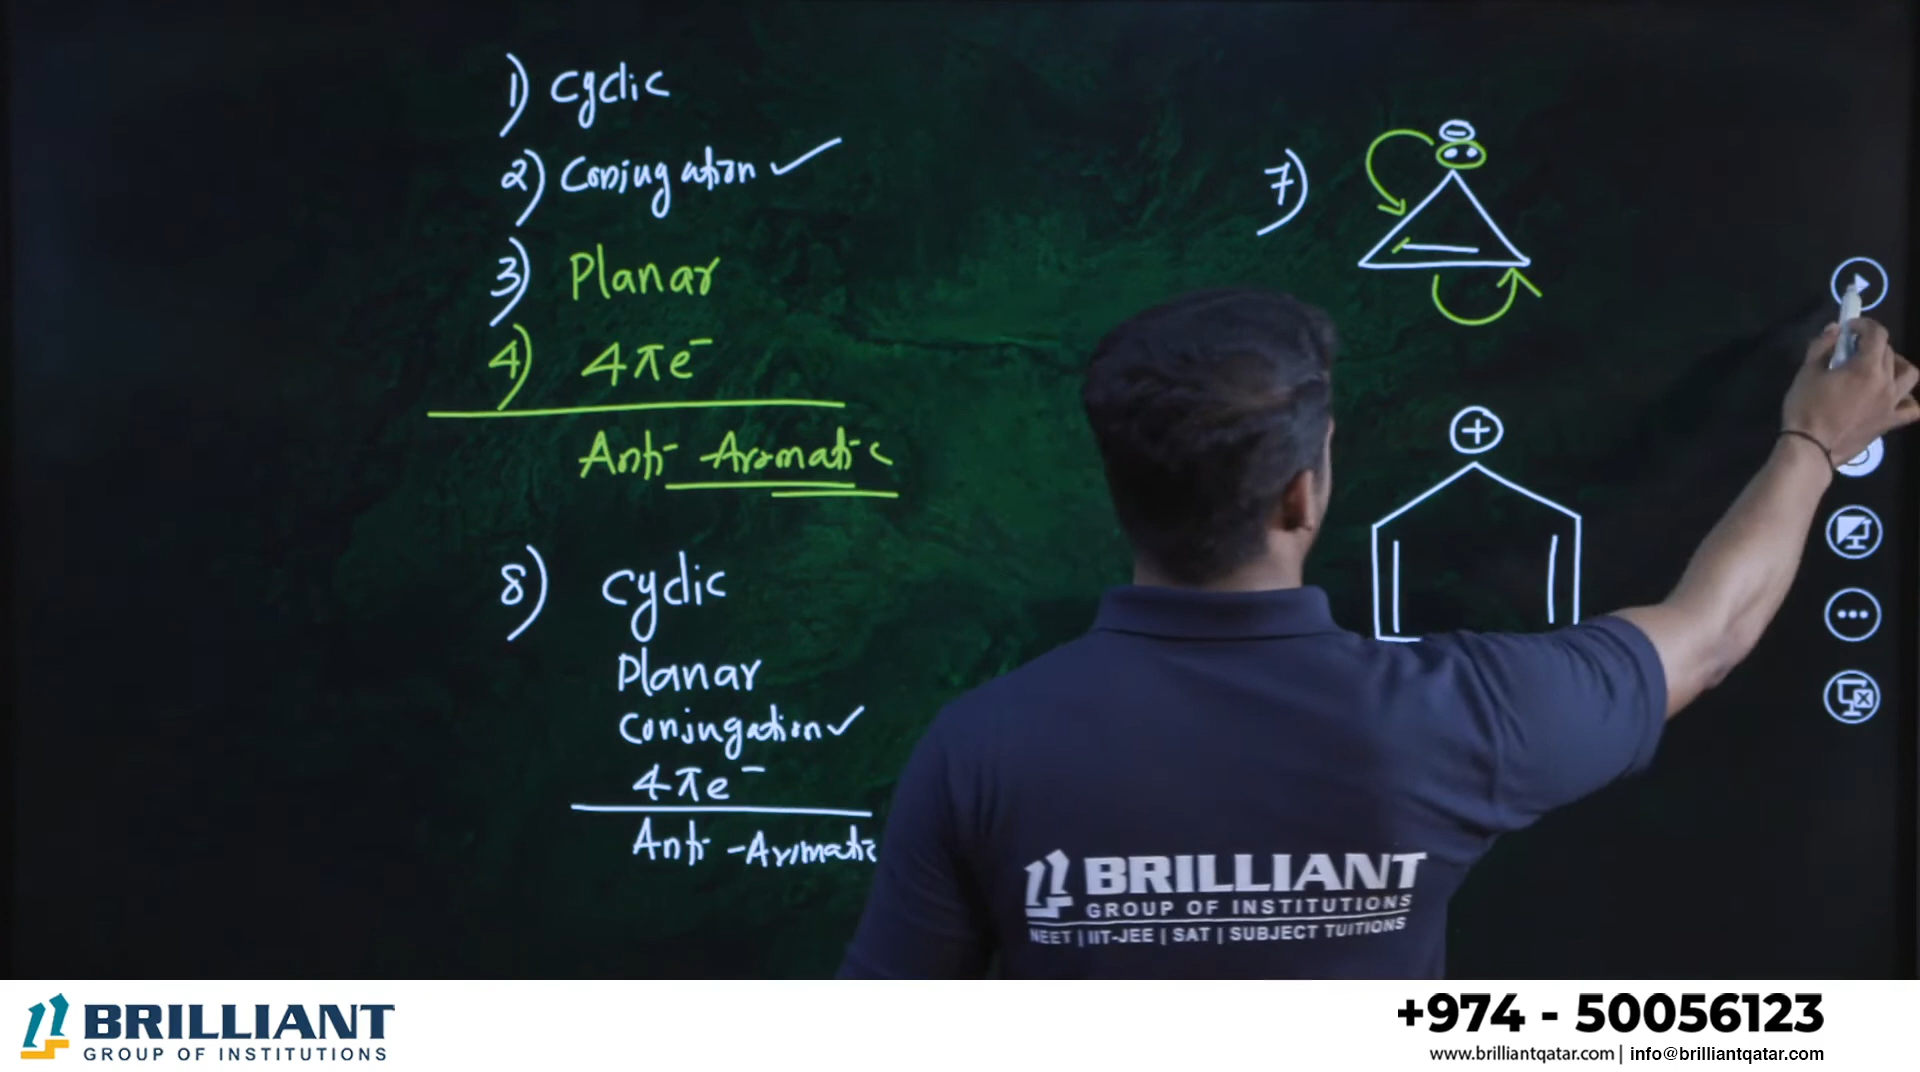 1) Cyclic
2) Conjugation ✓
3) Planar
4) 4πe⁻
Anti-Aromatic
7)
⊖
⊕
8) Cyclic
Planar
Conjugation ✓
4πe⁻
Anti-Aromatic
BRILLIANT
GROUP OF INSTITUTIONS
NEET | IIT-JEE | SAT | SUBJECT TUITIONS
BRILLIANT
GROUP OF INSTITUTIONS
+974 - 50056123
www.brilliantqatar.com | info@brilliantqatar.com